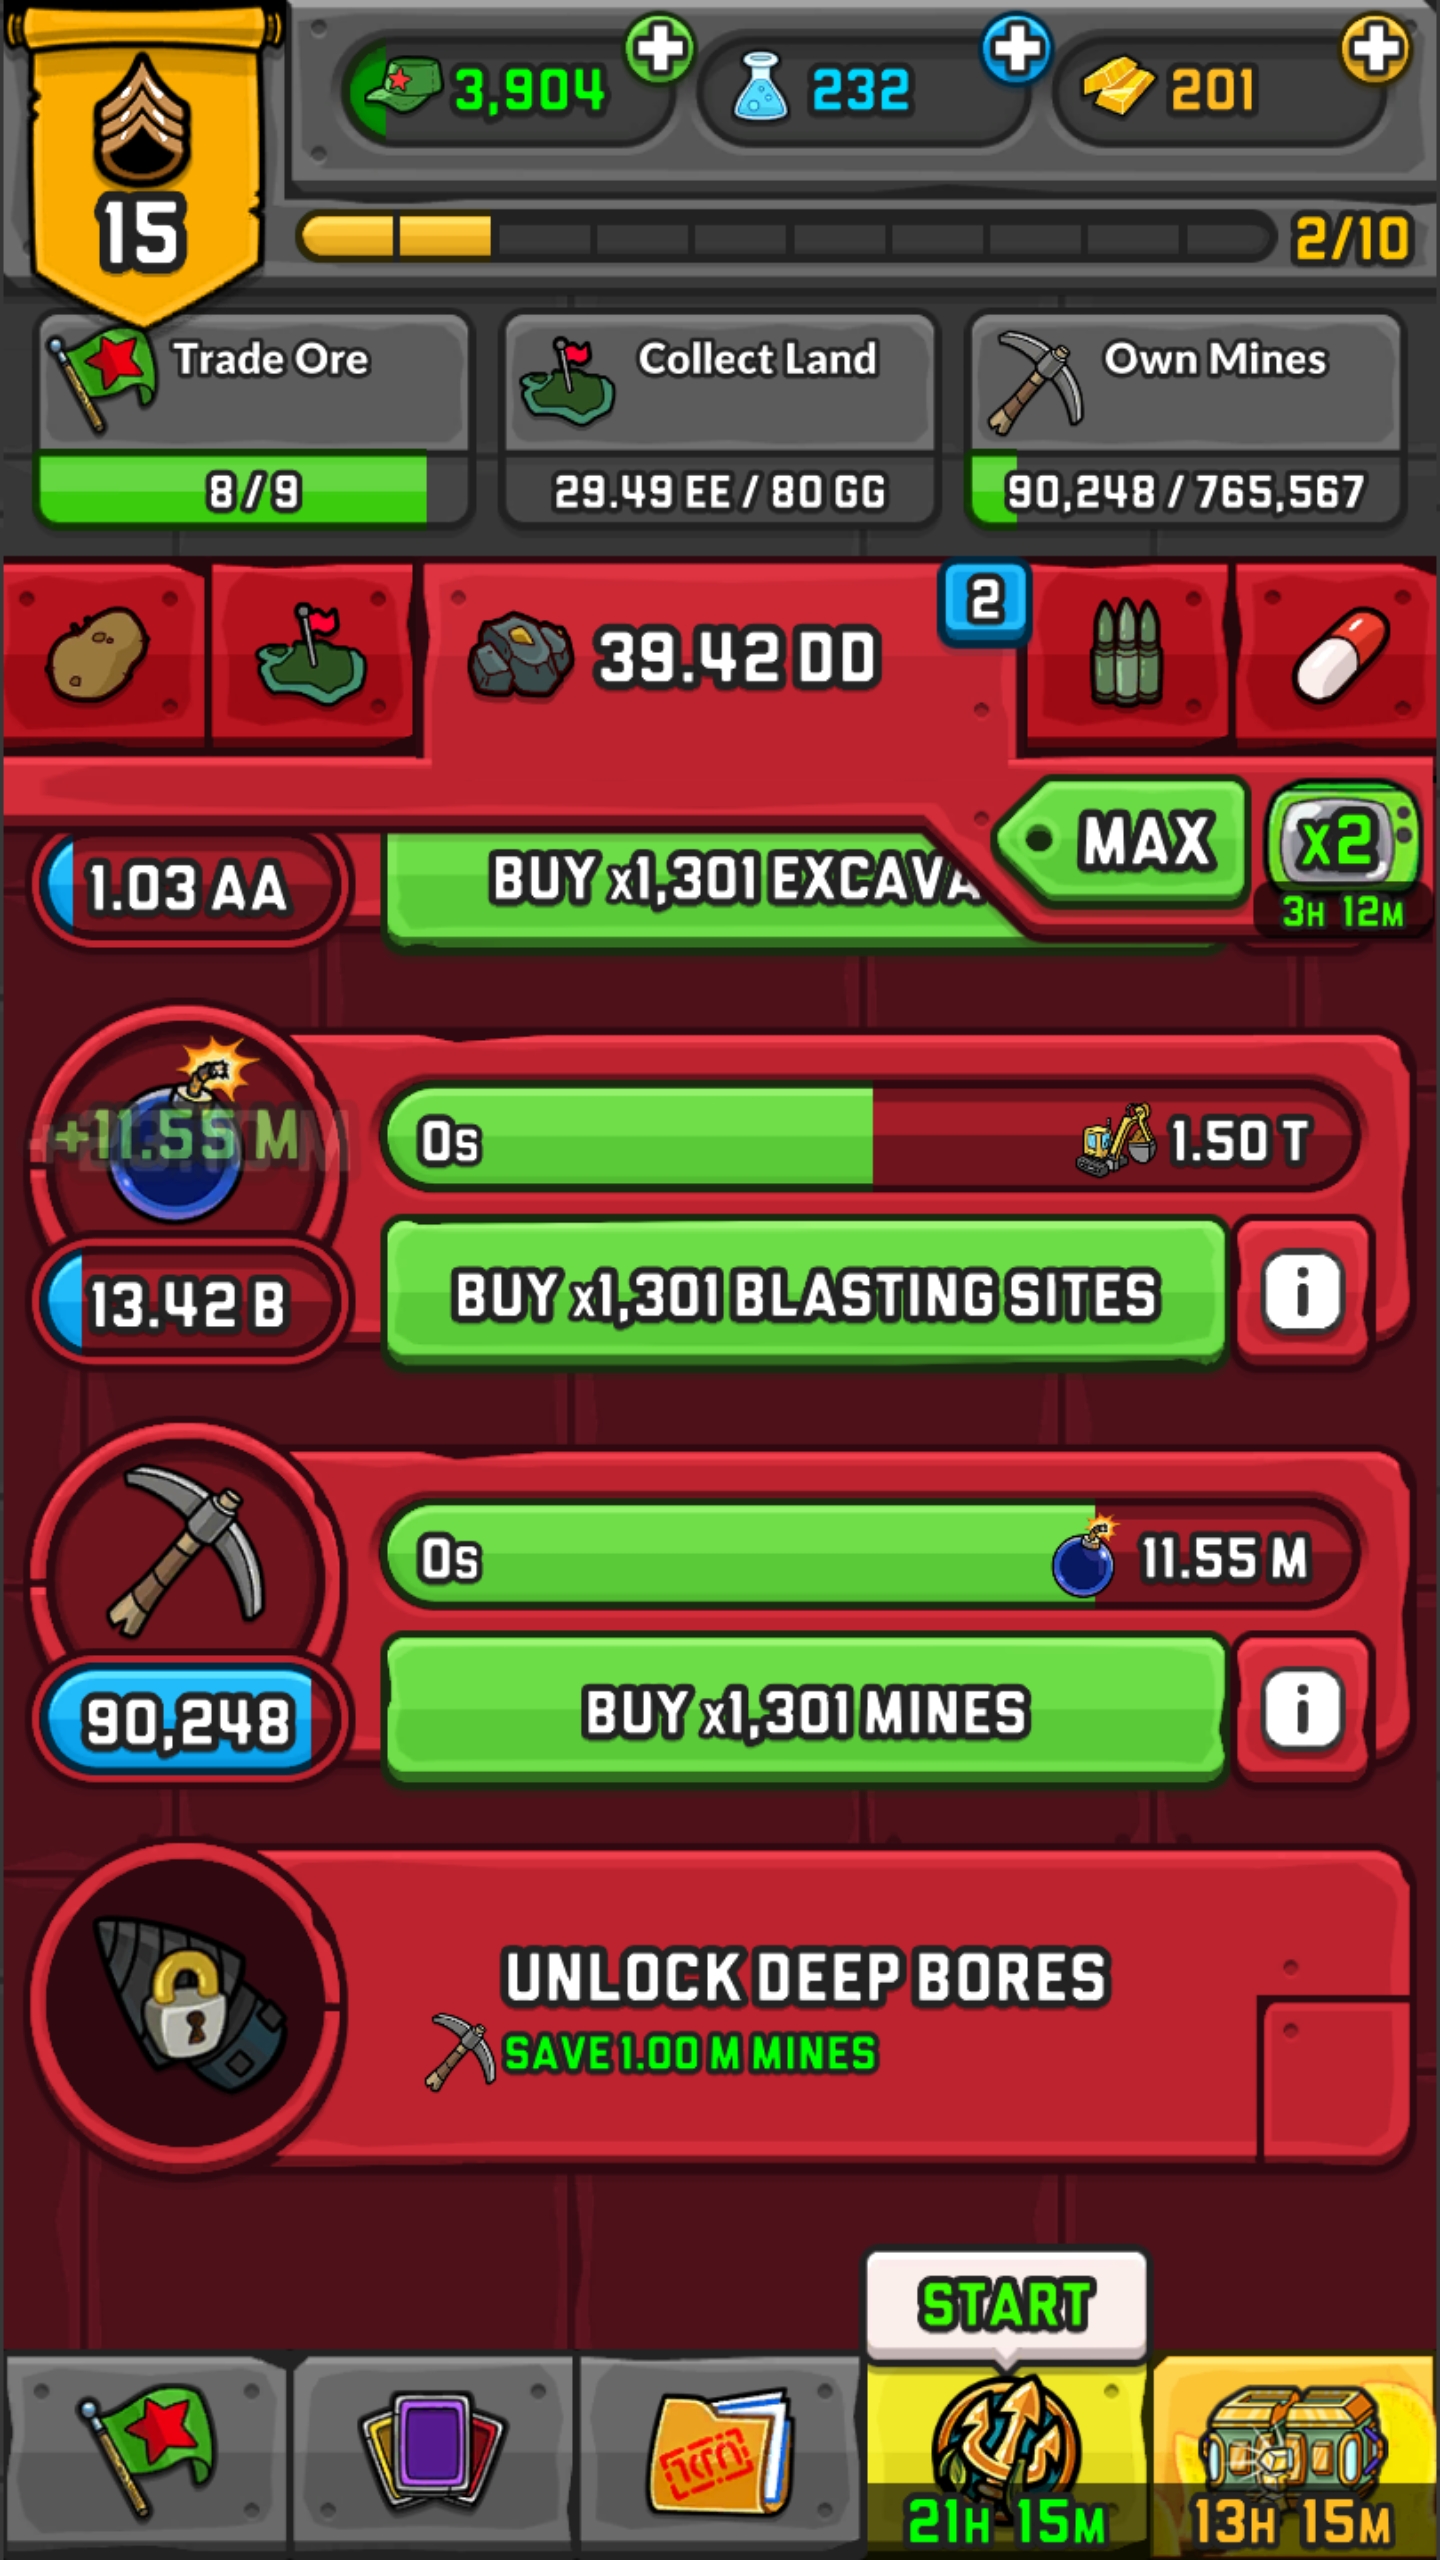 3,904
232
201
15
2/10
Trade Ore
Collect Land
Own Mines
8/9
29.49 EE / 80 GG
90,248 / 765,567
39.42 DD
2
MAX
x2
3H 12M
1.03 AA
BUY x1,301 EXCAVA
+11.55 M
0s
1.50 T
13.42 B
BUY x1,301 BLASTING SITES
i
0s
11.55 M
90,248
BUY x1,301 MINES
i
UNLOCK DEEP BORES
SAVE 1.00 M MINES
START
21H 15M
13H 15M